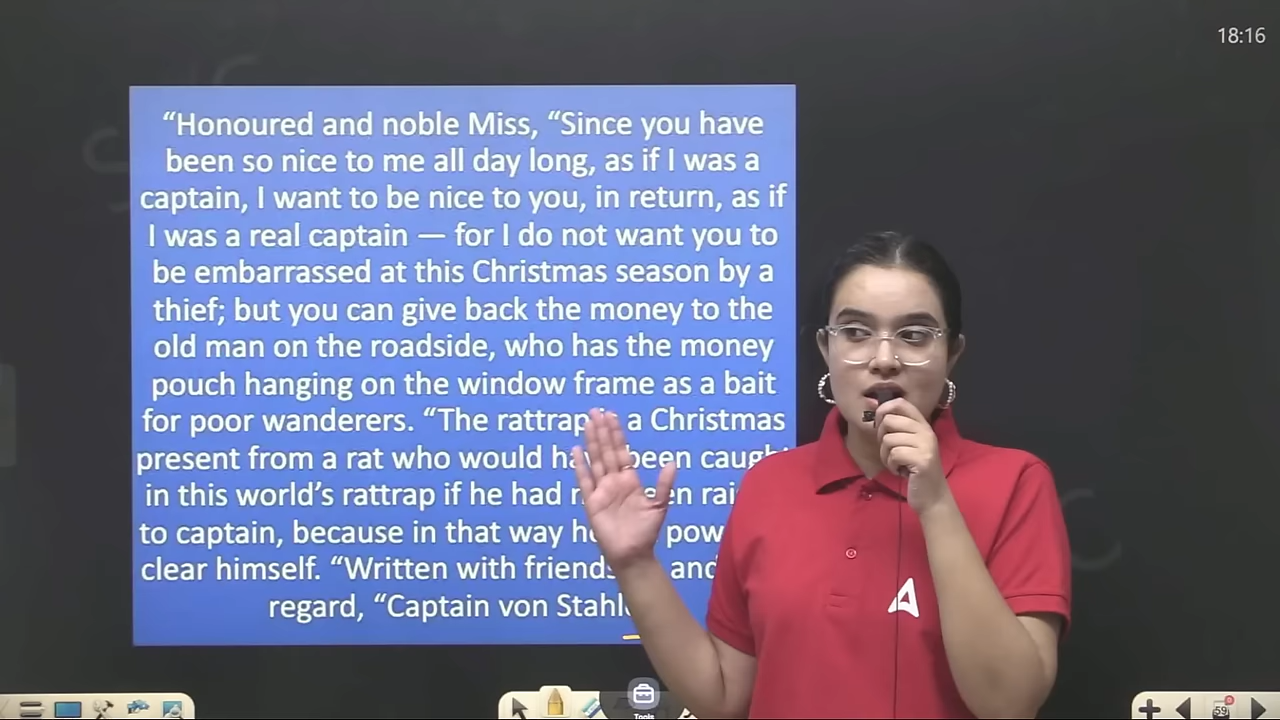 18:16
“Honoured and noble Miss, “Since you have
been so nice to me all day long, as if I was a
captain, I want to be nice to you, in return, as if
I was a real captain — for I do not want you to
be embarrassed at this Christmas season by a
thief; but you can give back the money to the
old man on the roadside, who has the money
pouch hanging on the window frame as a bait
for poor wanderers. “The rattrap a Christmas
present from a rat who would been
in this world’s rattrap if he had
to captain, because in that way
clear himself. “Written with and
regard, “Captain von
Tools
59